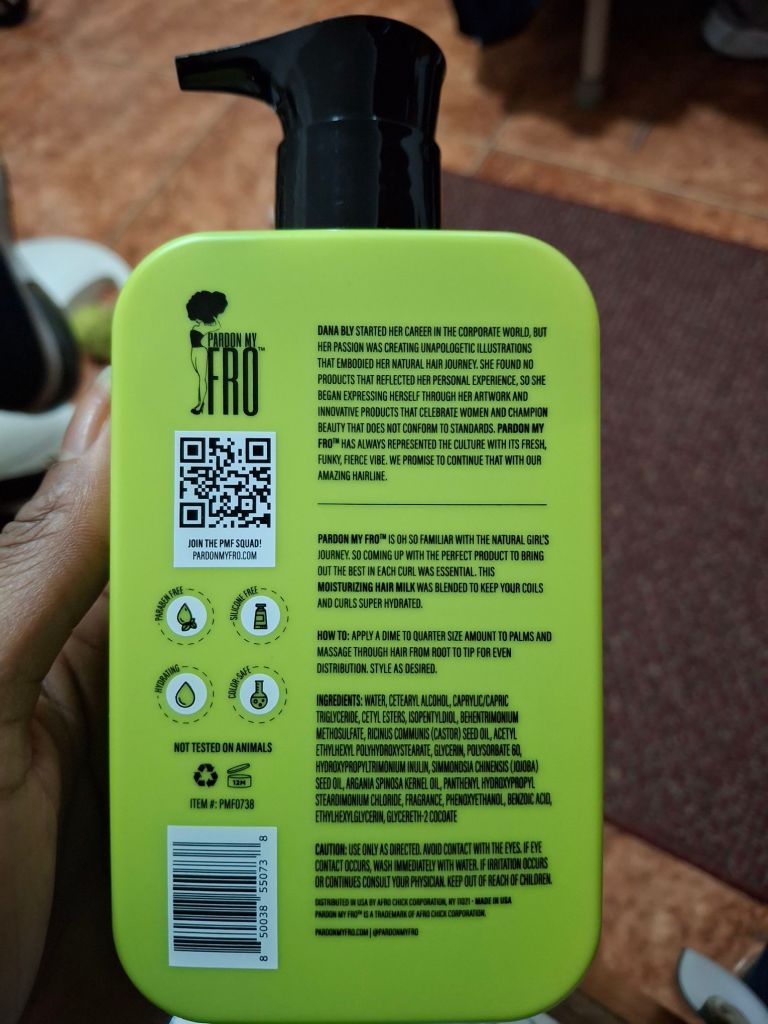 PARDON MY
FRO™
JOIN THE PMF SQUAD!
PARDONMYFRO.COM
PARABEN FREE
SILICONE FREE
HYDRATING
COLOR-SAFE
NOT TESTED ON ANIMALS
12M
ITEM #: PMF0738
8 50038 55073 8
DANA BLY STARTED HER CAREER IN THE CORPORATE WORLD, BUT
HER PASSION WAS CREATING UNAPOLOGETIC ILLUSTRATIONS
THAT EMBODIED HER NATURAL HAIR JOURNEY. SHE FOUND NO
PRODUCTS THAT REFLECTED HER PERSONAL EXPERIENCE, SO SHE
BEGAN EXPRESSING HERSELF THROUGH HER ARTWORK AND
INNOVATIVE PRODUCTS THAT CELEBRATE WOMEN AND CHAMPION
BEAUTY THAT DOES NOT CONFORM TO STANDARDS. PARDON MY
FRO™ HAS ALWAYS REPRESENTED THE CULTURE WITH ITS FRESH,
FUNKY, FIERCE VIBE. WE PROMISE TO CONTINUE THAT WITH OUR
AMAZING HAIRLINE.
PARDON MY FRO™ IS OH SO FAMILIAR WITH THE NATURAL GIRL'S
JOURNEY. SO COMING UP WITH THE PERFECT PRODUCT TO BRING
OUT THE BEST IN EACH CURL WAS ESSENTIAL. THIS
MOISTURIZING HAIR MILK WAS BLENDED TO KEEP YOUR COILS
AND CURLS SUPER HYDRATED.
HOW TO: APPLY A DIME TO QUARTER SIZE AMOUNT TO PALMS AND
MASSAGE THROUGH HAIR FROM ROOT TO TIP FOR EVEN
DISTRIBUTION. STYLE AS DESIRED.
INGREDIENTS: WATER, CETEARYL ALCOHOL, CAPRYLIC/CAPRIC
TRIGLYCERIDE, CETYL ESTERS, ISOPENTYLDIOL, BEHENTRIMONIUM
METHOSULFATE, RICINUS COMMUNIS (CASTOR) SEED OIL, ACETYL
ETHYLHEXYL POLYHYDROXYSTEARATE, GLYCERIN, POLYSORBATE 60,
HYDROXYPROPYLTRIMONIUM INULIN, SIMMONDSIA CHINENSIS (JOJOBA)
SEED OIL, ARGANIA SPINOSA KERNEL OIL, PANTHENYL HYDROXYPROPYL
STEARDIMONIUM CHLORIDE, FRAGRANCE, PHENOXYETHANOL, BENZOIC ACID,
ETHYLHEXYLGLYCERIN, GLYCERETH-2 COCOATE
CAUTION: USE ONLY AS DIRECTED. AVOID CONTACT WITH THE EYES. IF EYE
CONTACT OCCURS, WASH IMMEDIATELY WITH WATER. IF IRRITATION OCCURS
OR CONTINUES CONSULT YOUR PHYSICIAN. KEEP OUT OF REACH OF CHILDREN.
DISTRIBUTED IN USA BY AFRO CHICK CORPORATION, NY 11021 • MADE IN USA
PARDON MY FRO™ IS A TRADEMARK OF AFRO CHICK CORPORATION.
PARDONMYFRO.COM | @PARDONMYFRO